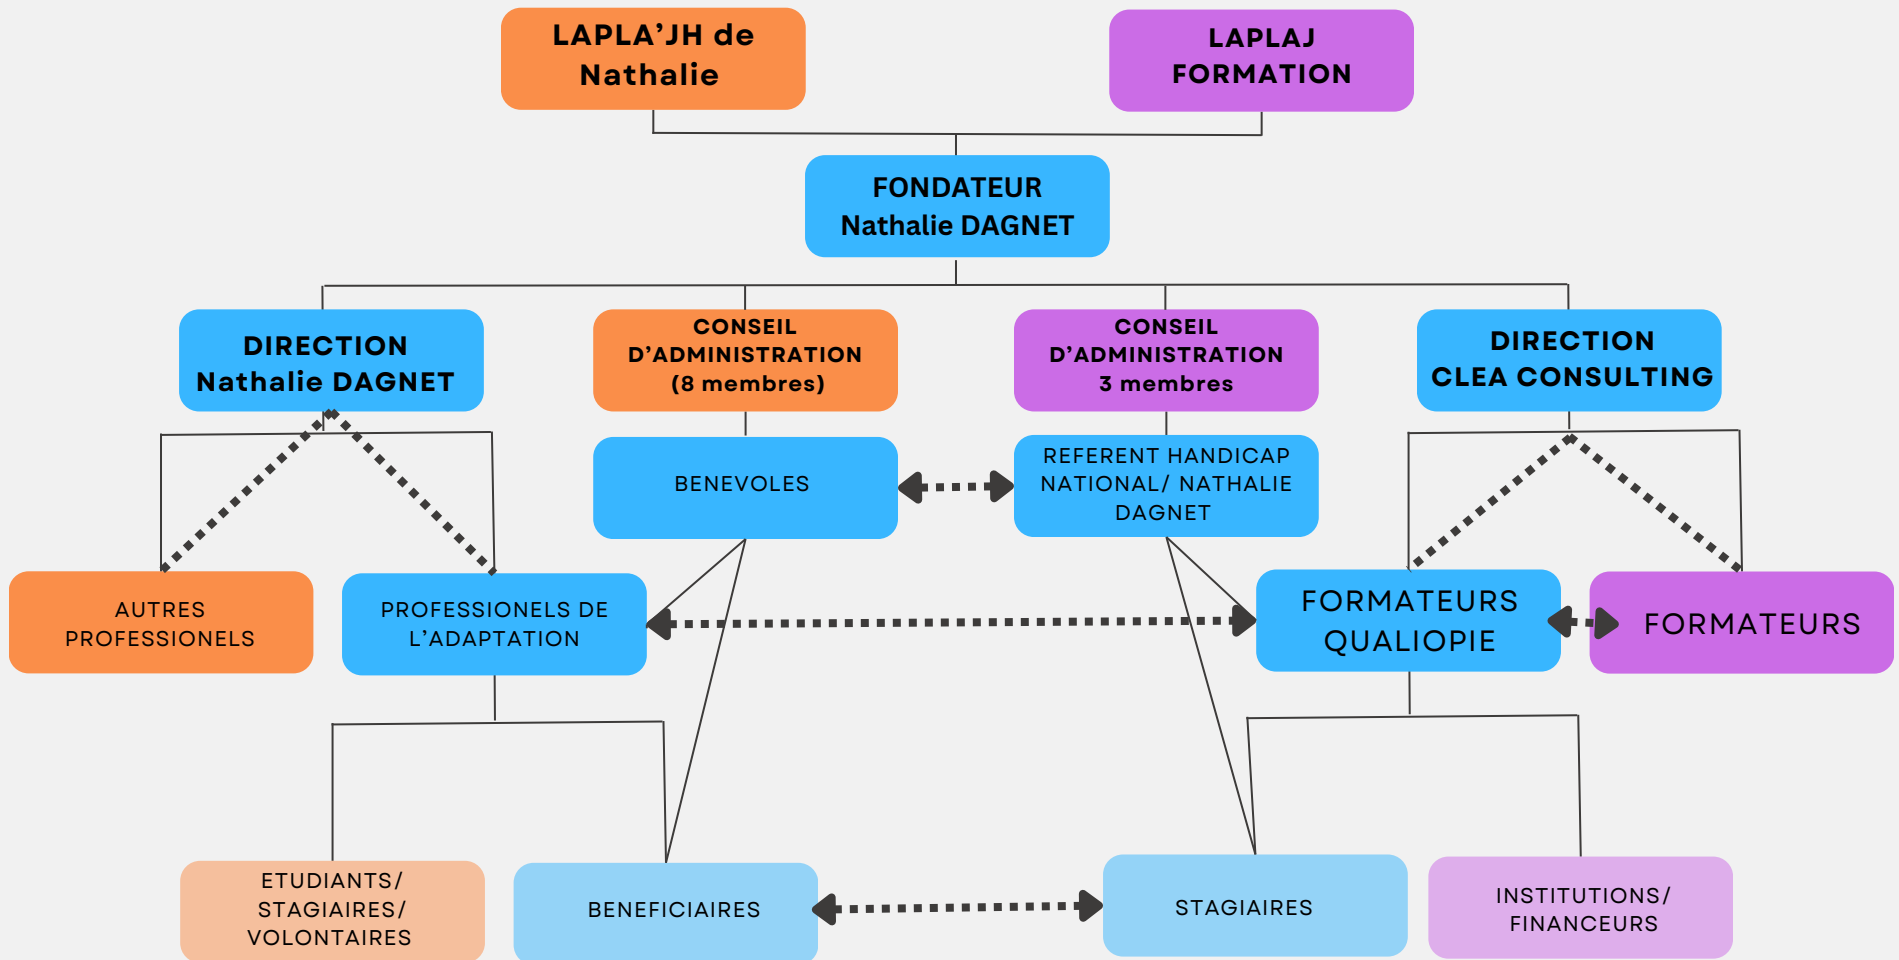 LAPLA’JH de
Nathalie
LAPLAJ
FORMATION
FONDATEUR
Nathalie DAGNET
DIRECTION
Nathalie DAGNET
CONSEIL
D’ADMINISTRATION
(8 membres)
CONSEIL
D’ADMINISTRATION
3 membres
DIRECTION
CLEA CONSULTING
BENEVOLES
REFERENT HANDICAP
NATIONAL/ NATHALIE
DAGNET
AUTRES
PROFESSIONELS
PROFESSIONELS DE
L’ADAPTATION
FORMATEURS
QUALIOPIE
FORMATEURS
ETUDIANTS/
STAGIAIRES/
VOLONTAIRES
BENEFICIAIRES
STAGIAIRES
INSTITUTIONS/
FINANCEURS